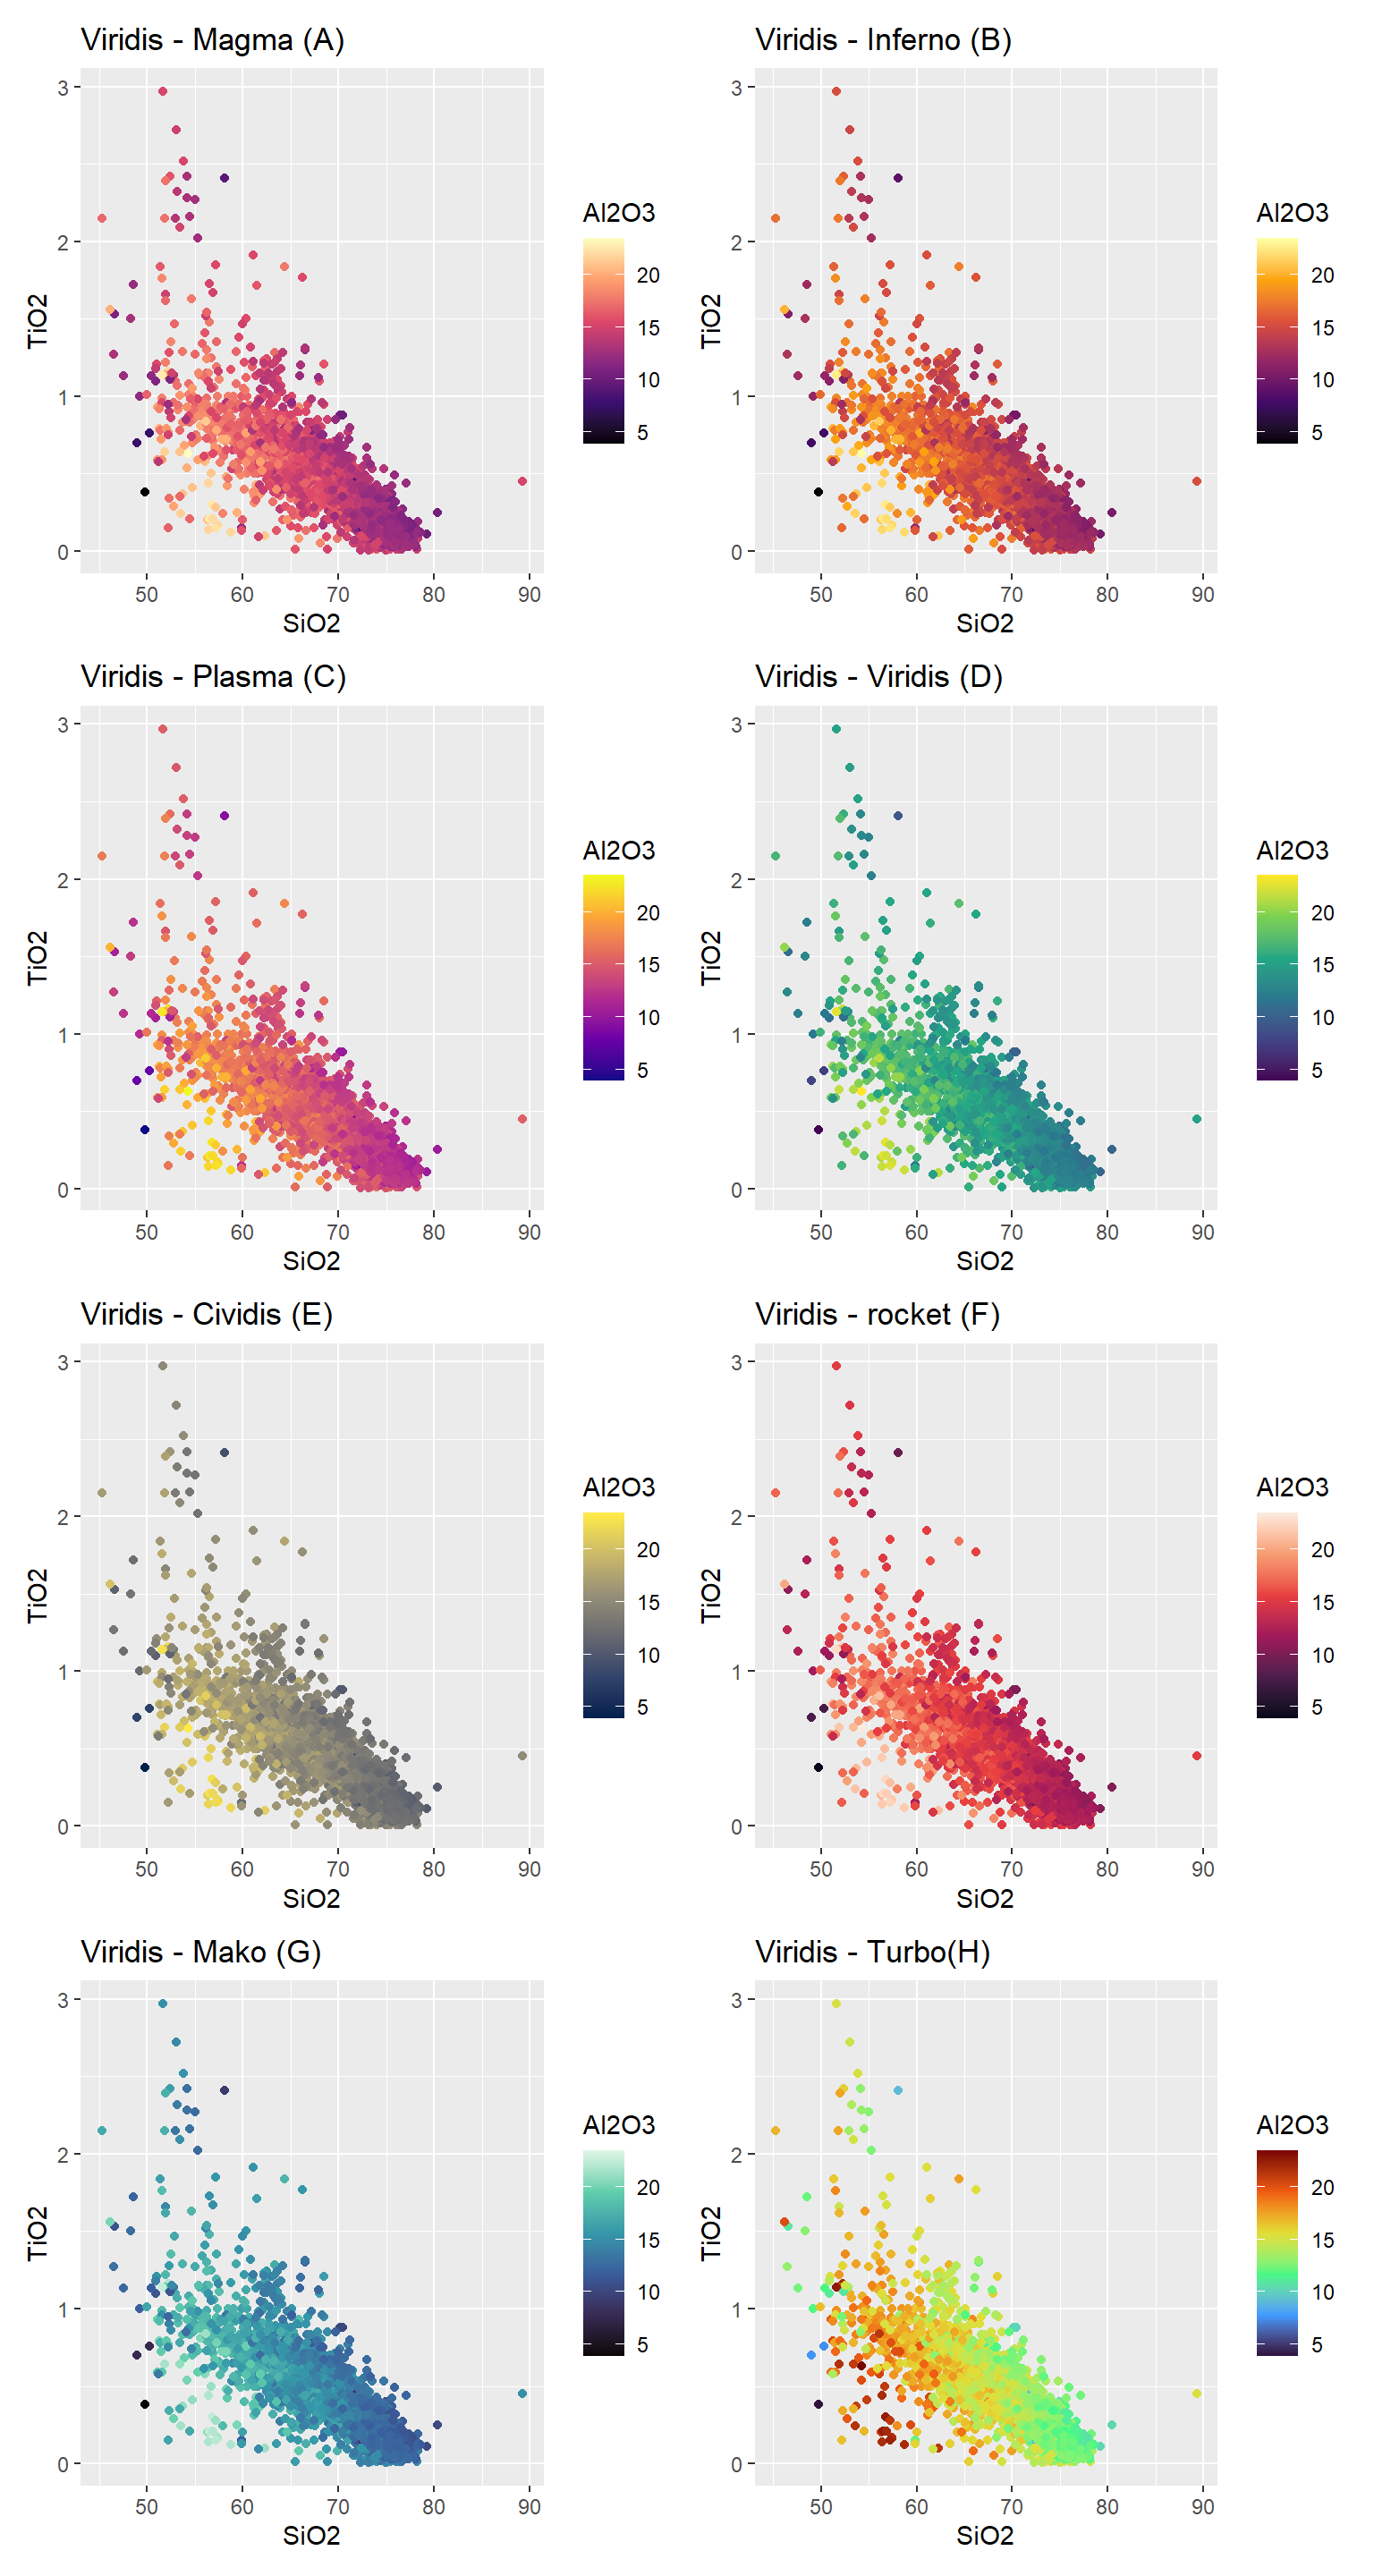 Viridis - Magma (A)
Viridis - Inferno (B)
3
2
1
0
TiO2
50 60 70 80 90
SiO2
Al2O3
20
15
10
5
3
2
1
0
TiO2
50 60 70 80 90
SiO2
Al2O3
20
15
10
5
Viridis - Plasma (C)
Viridis - Viridis (D)
3
2
1
0
TiO2
50 60 70 80 90
SiO2
Al2O3
20
15
10
5
3
2
1
0
TiO2
50 60 70 80 90
SiO2
Al2O3
20
15
10
5
Viridis - Cividis (E)
Viridis - rocket (F)
3
2
1
0
TiO2
50 60 70 80 90
SiO2
Al2O3
20
15
10
5
3
2
1
0
TiO2
50 60 70 80 90
SiO2
Al2O3
20
15
10
5
Viridis - Mako (G)
Viridis - Turbo(H)
3
2
1
0
TiO2
50 60 70 80 90
SiO2
Al2O3
20
15
10
5
3
2
1
0
TiO2
50 60 70 80 90
SiO2
Al2O3
20
15
10
5